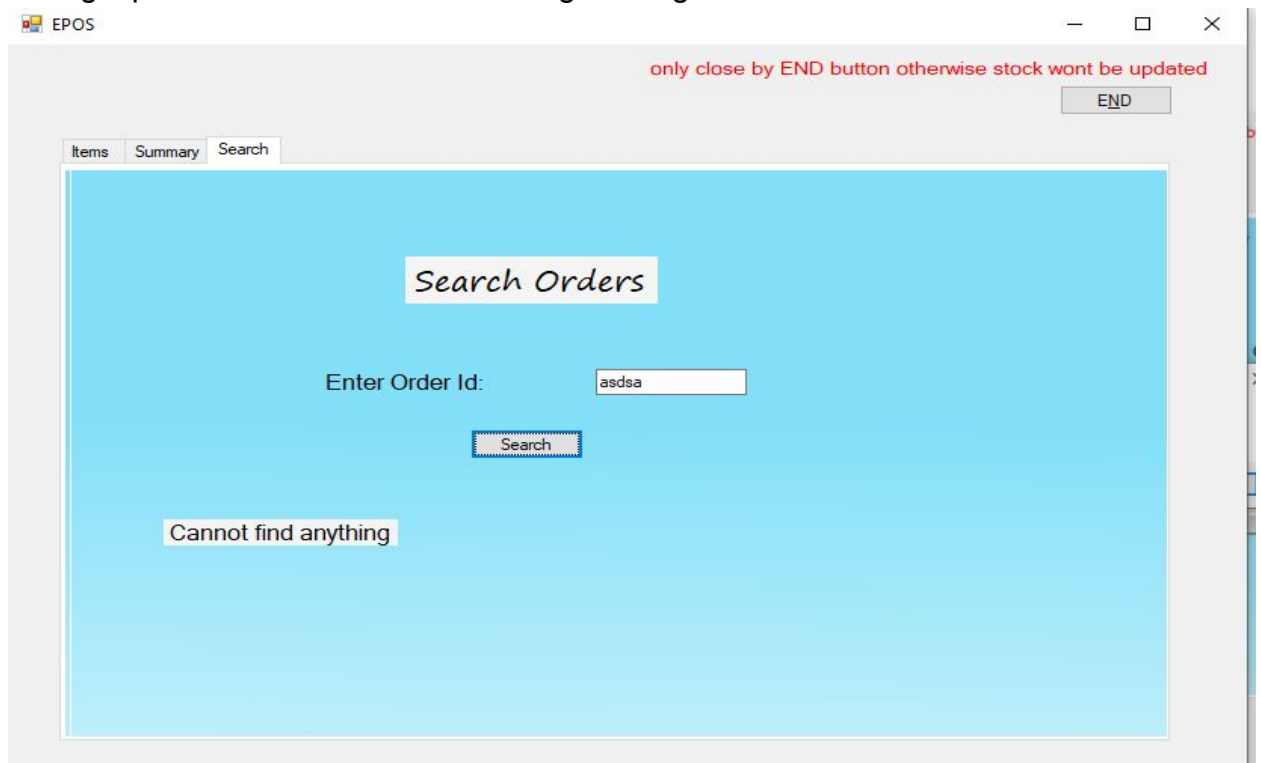 EPOS
only close by END button otherwise stock wont be updated
END
Items Summary Search
Search Orders
Enter Order Id: asdsa
Search
Cannot find anything